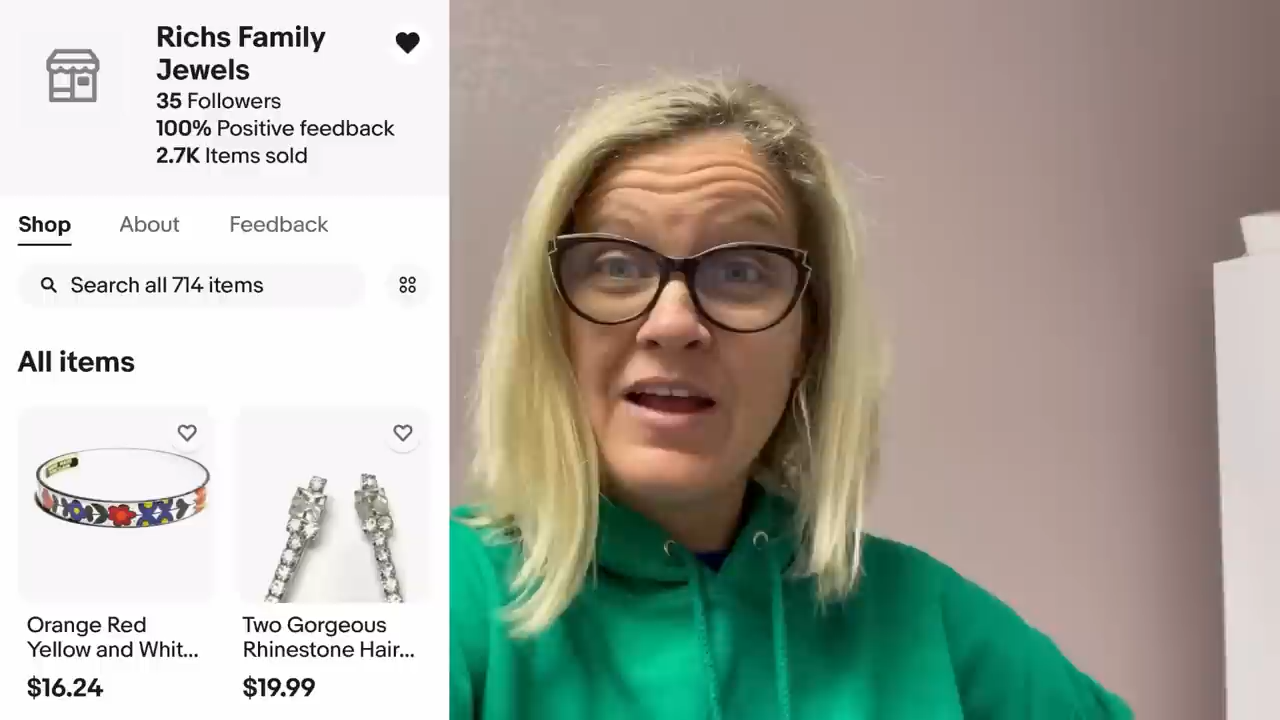 Richs Family
Jewels
35 Followers
100% Positive feedback
2.7K Items sold
Shop
About
Feedback
Search all 714 items
All items
Orange Red
Yellow and Whit...
$16.24
Two Gorgeous
Rhinestone Hair...
$19.99